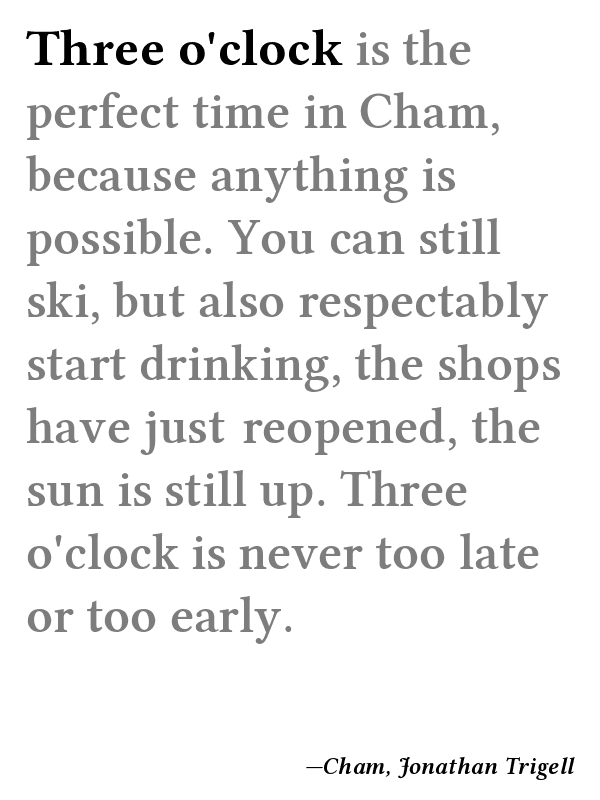 Three o'clock is the
perfect time in Cham,
because anything is
possible. You can still
ski, but also respectably
start drinking, the shops
have just reopened, the
sun is still up. Three
o'clock is never too late
or too early.
—Cham, Jonathan Trigell